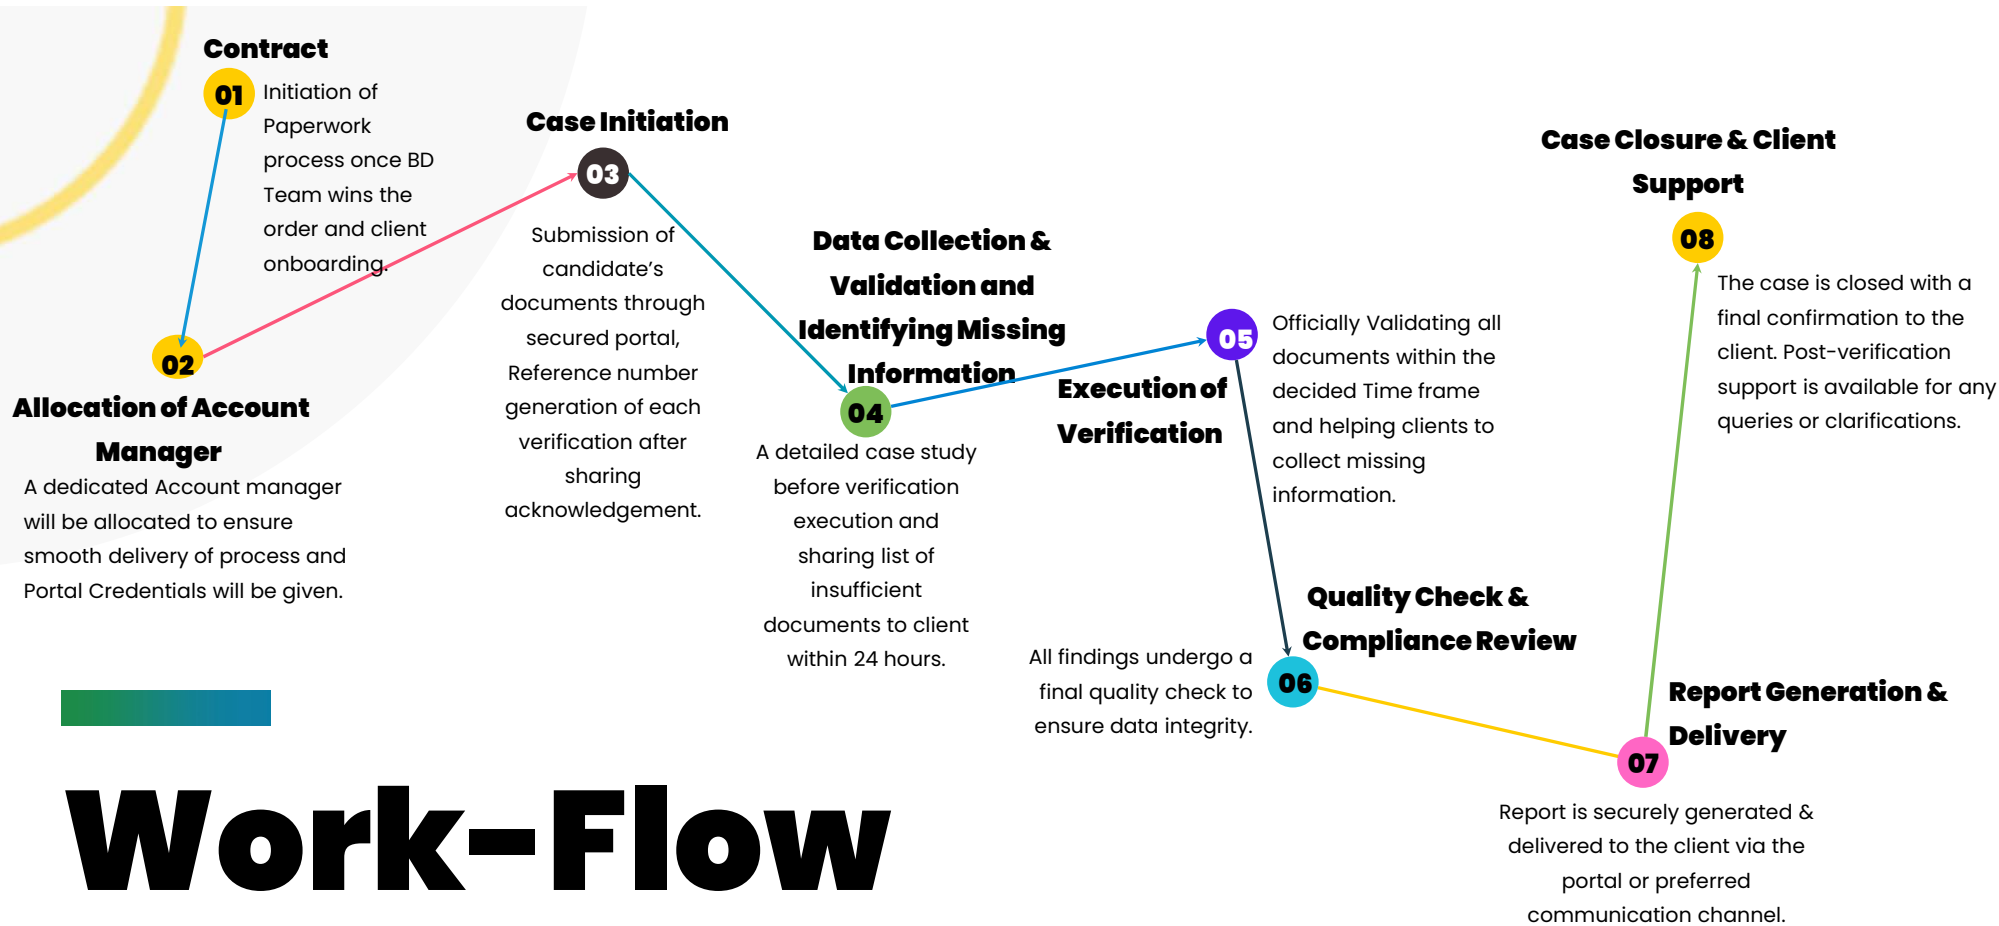 Contract
01
Initiation of
Paperwork
process once BD
Team wins the
order and client
onboarding.
02
Allocation of Account
Manager
A dedicated Account manager
will be allocated to ensure
smooth delivery of process and
Portal Credentials will be given.
Case Initiation
03
Submission of
candidate’s
documents through
secured portal,
Reference number
generation of each
verification after
sharing
acknowledgement.
Data Collection &
Validation and
Identifying Missing
Information
04
A detailed case study
before verification
execution and
sharing list of
insufficient
documents to client
within 24 hours.
05
Execution of
Verification
Officially Validating all
documents within the
decided Time frame
and helping clients to
collect missing
information.
Quality Check &
Compliance Review
06
All findings undergo a
final quality check to
ensure data integrity.
Report Generation &
Delivery
07
Report is securely generated &
delivered to the client via the
portal or preferred
communication channel.
Case Closure & Client
Support
08
The case is closed with a
final confirmation to the
client. Post-verification
support is available for any
queries or clarifications.
Work-Flow